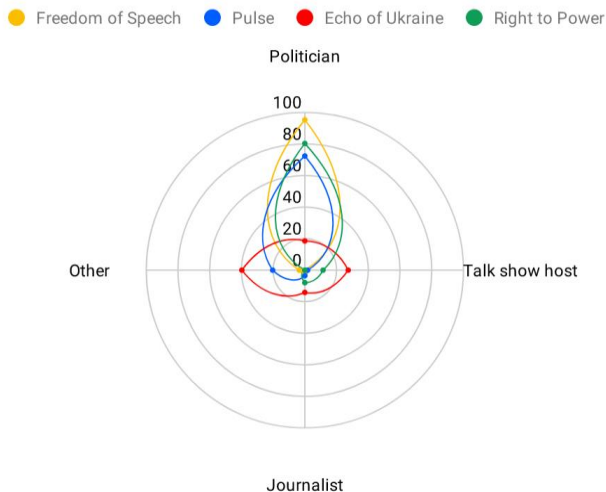 Freedom of Speech Pulse Echo of Ukraine Right to Power
Politician
100
80
60
40
20
0
Other
Talk show host
Journalist